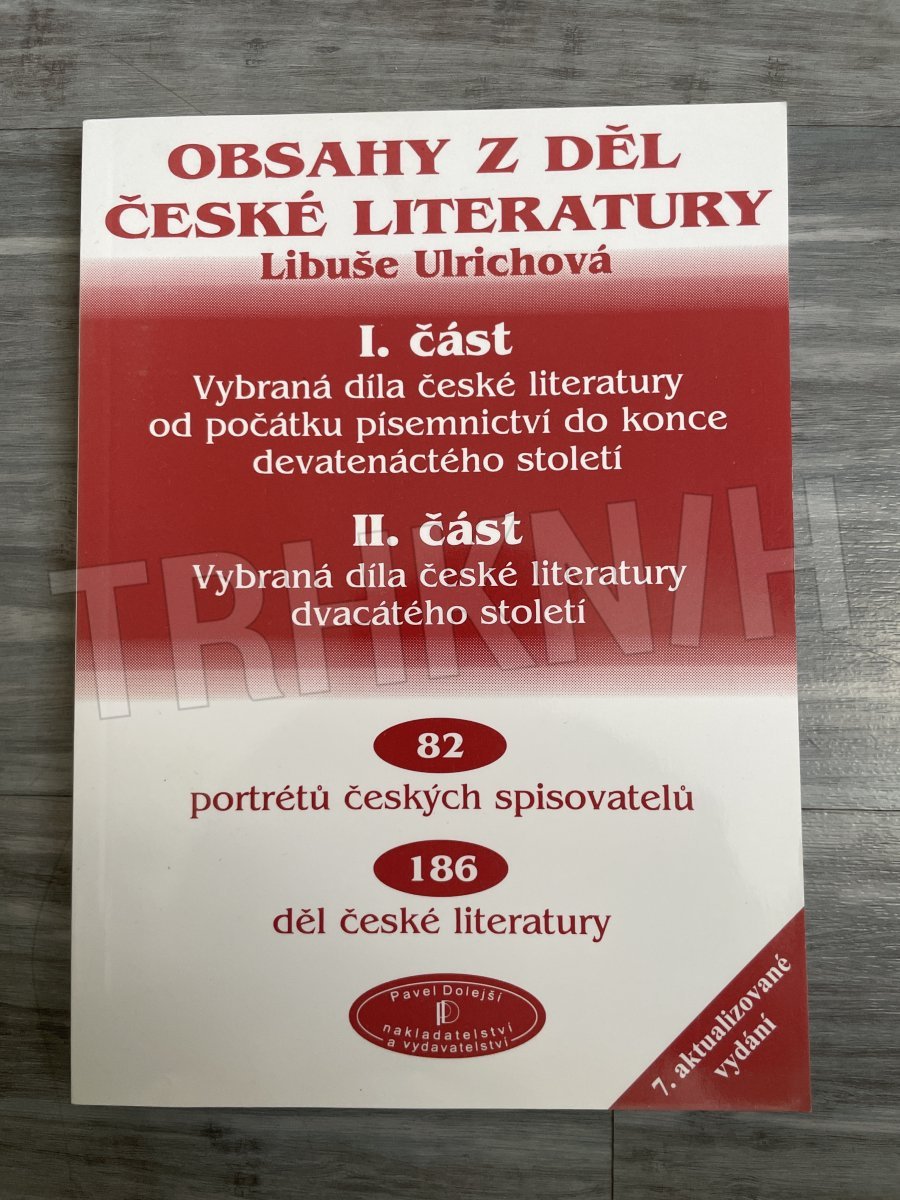 OBSAHY Z DĚL
ČESKÉ LITERATURY
Libuše Ulrichová
I. část
Vybraná díla české literatury
od počátku písemnictví do konce
devatenáctého století
II. část
Vybraná díla české literatury
dvacátého století
TRHKNIH
82
portrétů českých spisovatelů
186
děl české literatury
Pavel Dolejší
nakladatelství
a vydavatelství
7. aktualizované
vydání